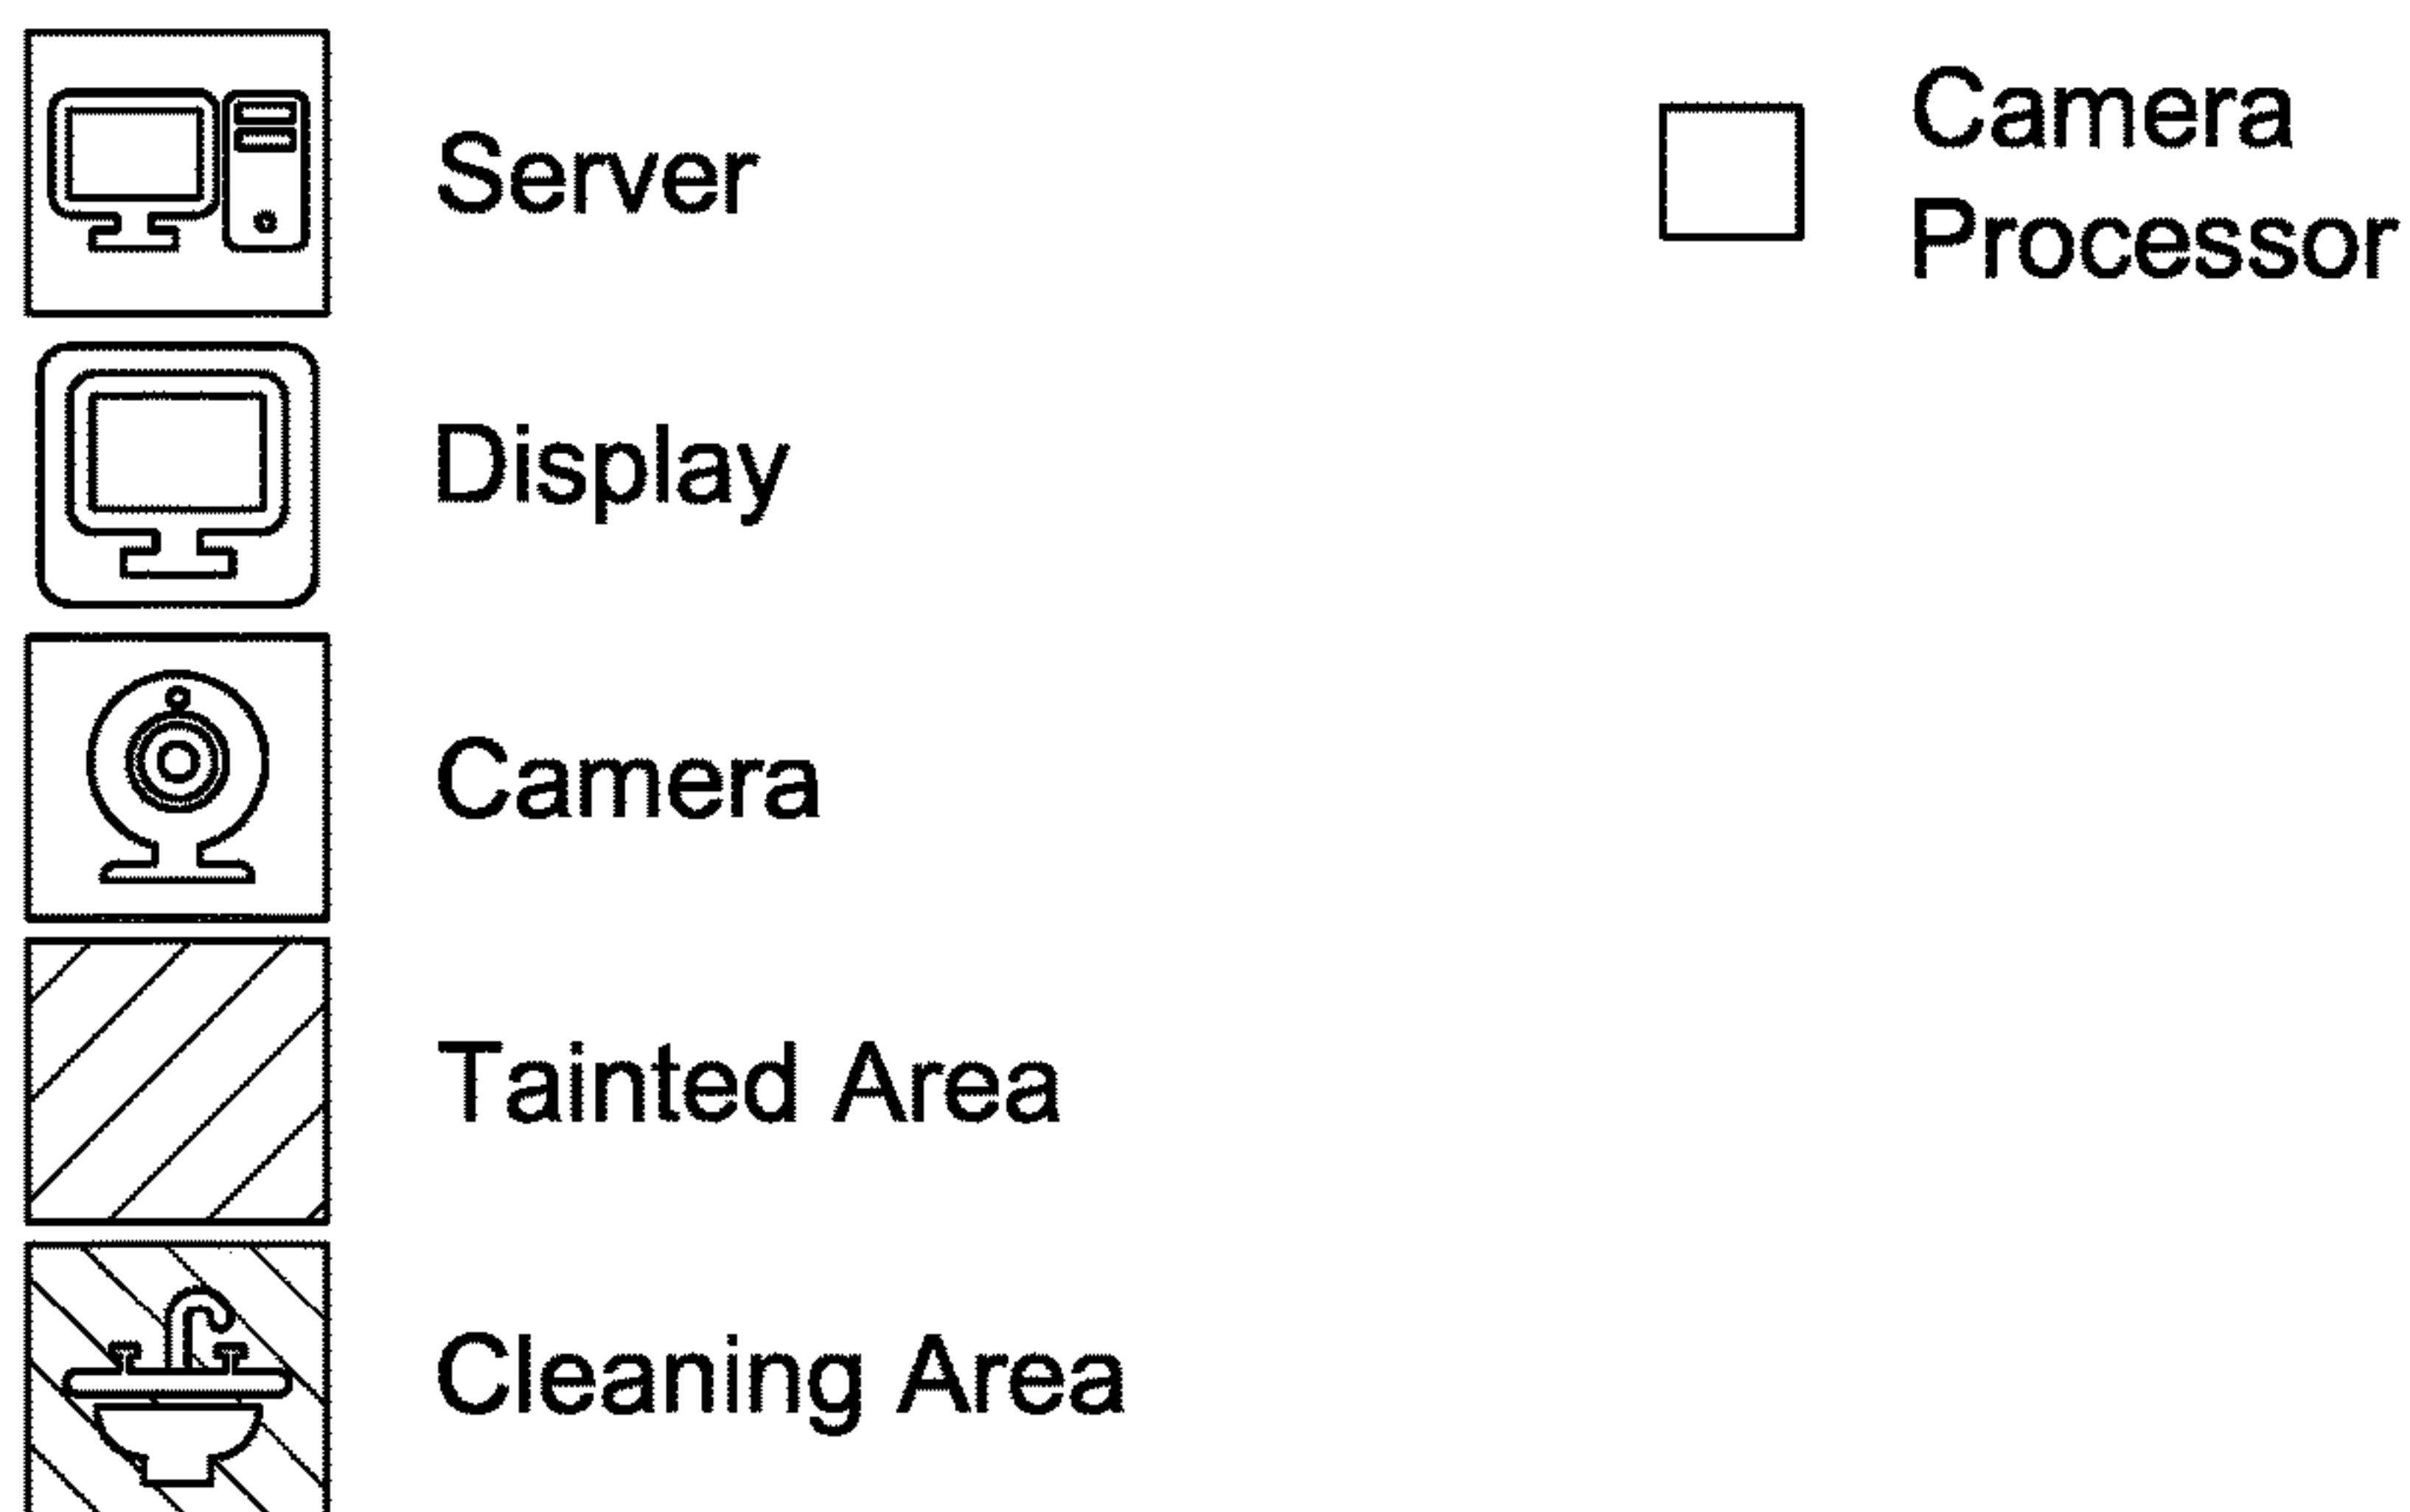 Server
Camera
Processor
Display
Camera
Tainted Area
Cleaning Area